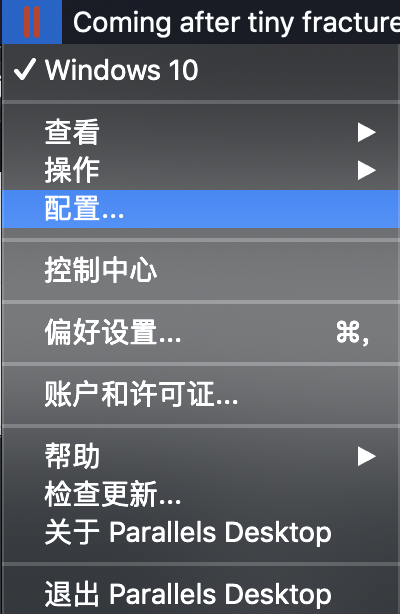 Coming after tiny fracture
✓ Windows 10
查看 ▶
操作 ▶
配置...
控制中心
偏好设置... ⌘,
账户和许可证...
帮助 ▶
检查更新...
关于 Parallels Desktop
退出 Parallels Desktop